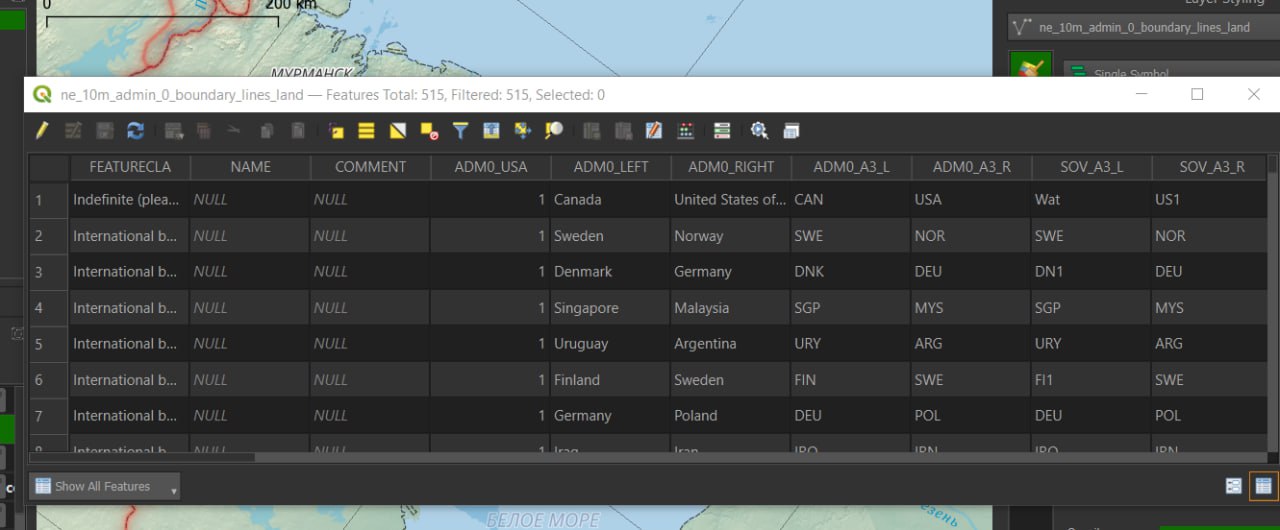 0 200 km
Layer Styling
ne_10m_admin_0_boundary_lines_land
МУРМАНСК
Single Symbol
ne_10m_admin_0_boundary_lines_land — Features Total: 515, Filtered: 515, Selected: 0
FEATURECLA NAME COMMENT ADM0_USA ADM0_LEFT ADM0_RIGHT ADM0_A3_L ADM0_A3_R SOV_A3_L SOV_A3_R
1 Indefinite (plea... NULL NULL 1 Canada United States of... CAN USA Wat US1
2 International b... NULL NULL 1 Sweden Norway SWE NOR SWE NOR
3 International b... NULL NULL 1 Denmark Germany DNK DEU DN1 DEU
4 International b... NULL NULL 1 Singapore Malaysia SGP MYS SGP MYS
5 International b... NULL NULL 1 Uruguay Argentina URY ARG URY ARG
6 International b... NULL NULL 1 Finland Sweden FIN SWE FI1 SWE
7 International b... NULL NULL 1 Germany Poland DEU POL DEU POL
8 International b... NULL NULL 1 Iraq Iran IRQ IRN IRQ IRN
Show All Features
БЕЛОЕ МОРЕ